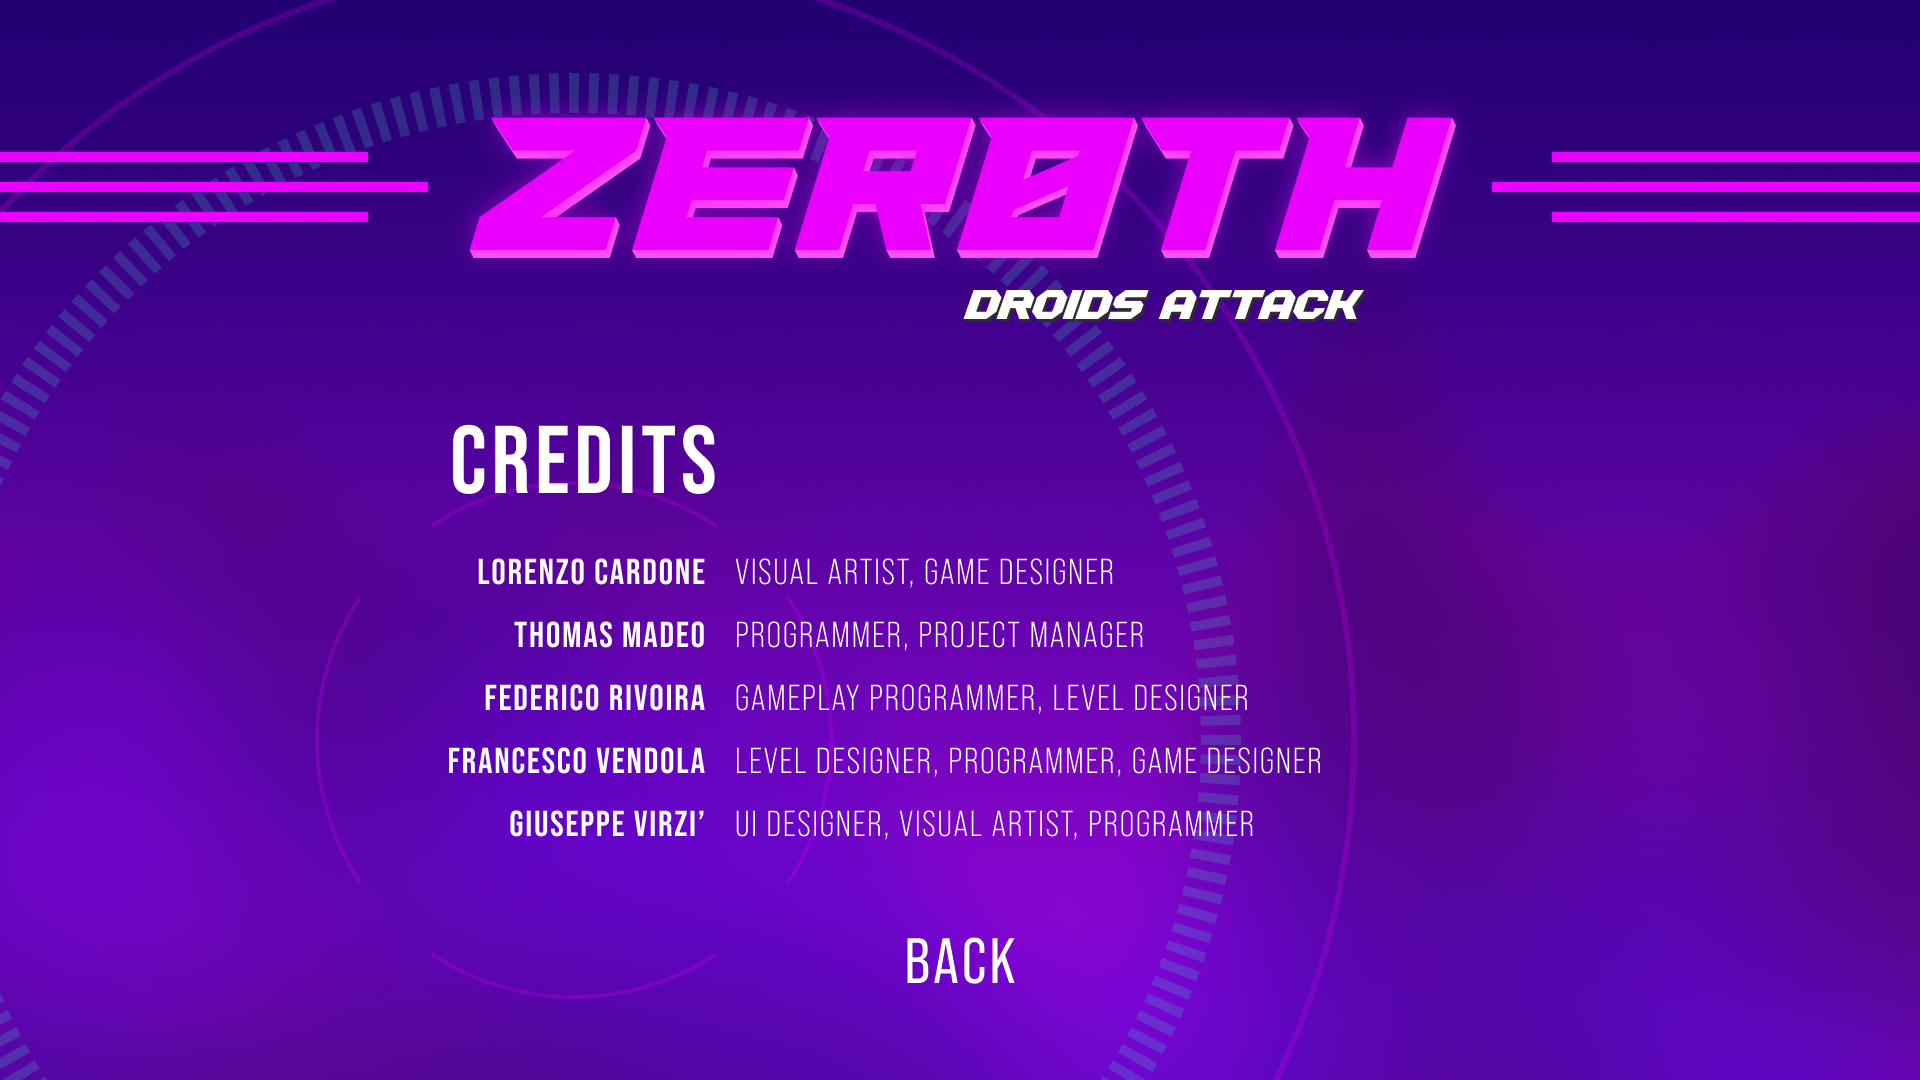 ZERØTH
DROIDS ATTACK
CREDITS
LORENZO CARDONE VISUAL ARTIST, GAME DESIGNER
THOMAS MADEO PROGRAMMER, PROJECT MANAGER
FEDERICO RIVOIRA GAMEPLAY PROGRAMMER, LEVEL DESIGNER
FRANCESCO VENDOLA LEVEL DESIGNER, PROGRAMMER, GAME DESIGNER
GIUSEPPE VIRZI’ UI DESIGNER, VISUAL ARTIST, PROGRAMMER
BACK